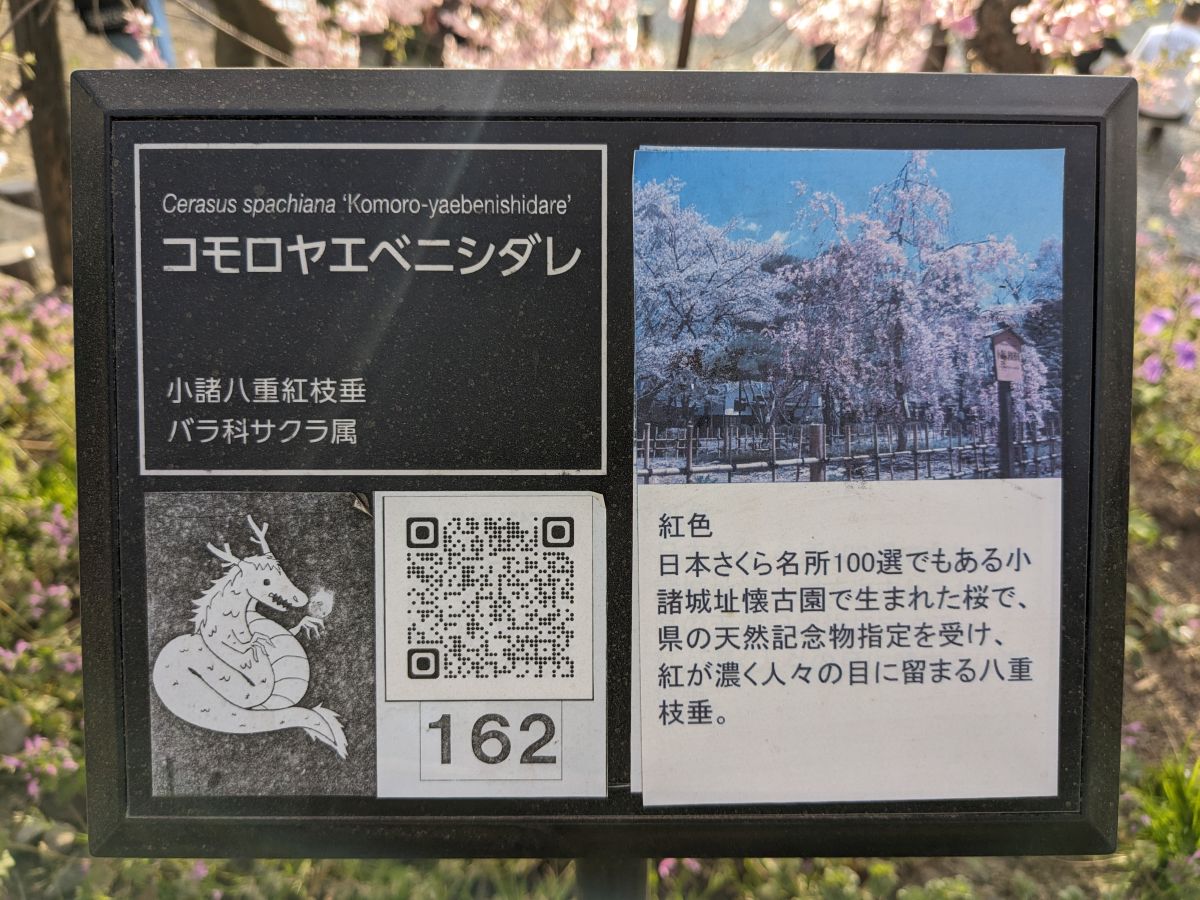 Cerasus spachiana ‘Komoro-yaebenishidare’
コモロヤエベニシダレ
小諸八重紅枝垂
バラ科サクラ属
162
紅色
日本さくら名所100選でもある小
諸城址懐古園で生まれた桜で、
県の天然記念物指定を受け、
紅が濃く人々の目に留まる八重
枝垂。